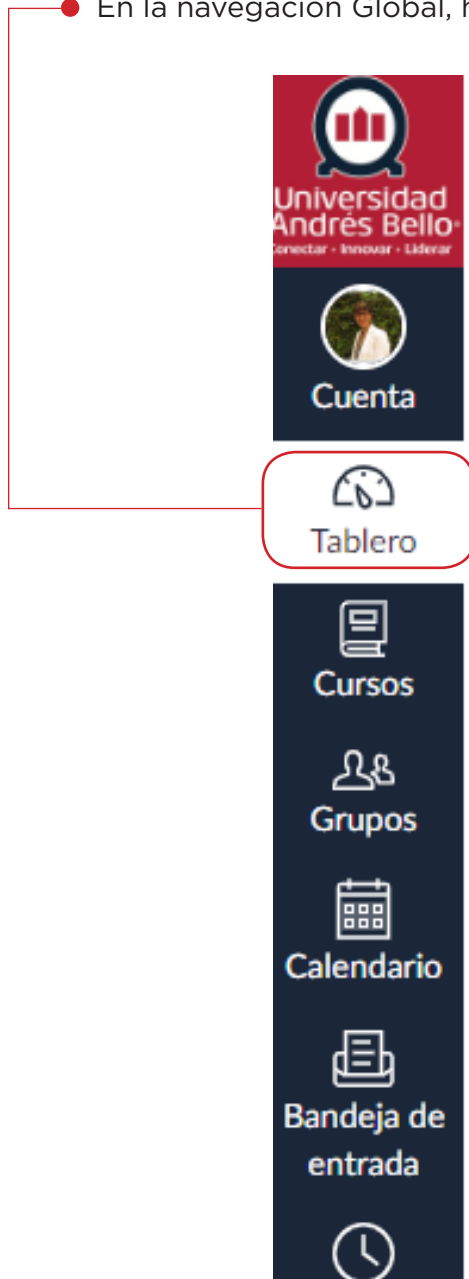 En la navegación Global, h
Universidad
Andrés Bello
Conectar - Innovar - Liderar
Cuenta
Tablero
Cursos
Grupos
Calendario
Bandeja de
entrada